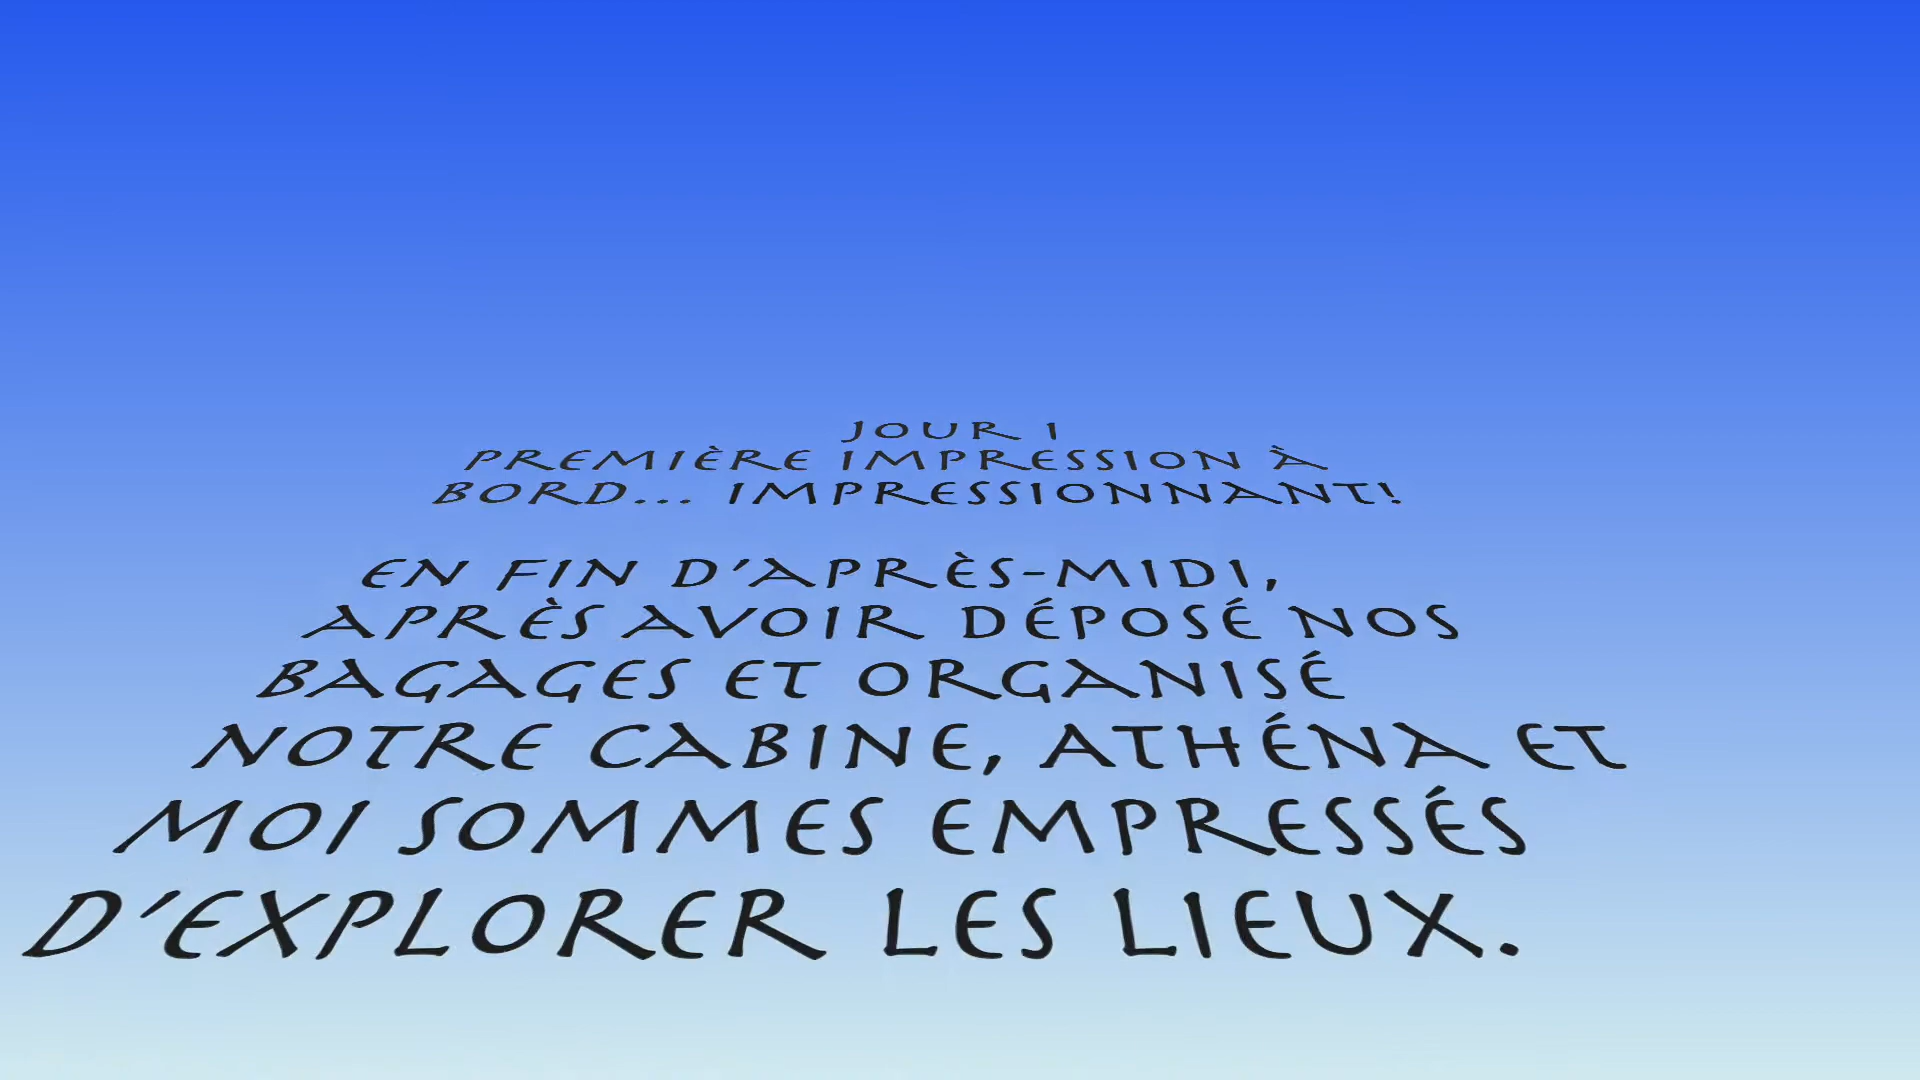 JOUR 1
PREMIÈRE IMPRESSION À
BORD... IMPRESSIONNANT!
EN FIN D'APRÈS-MIDI,
APRÈS AVOIR DÉPOSÉ NOS
BAGAGES ET ORGANISÉ
NOTRE CABINE, ATHÉNA ET
MOI SOMMES EMPRESSÉS
D'EXPLORER LES LIEUX.